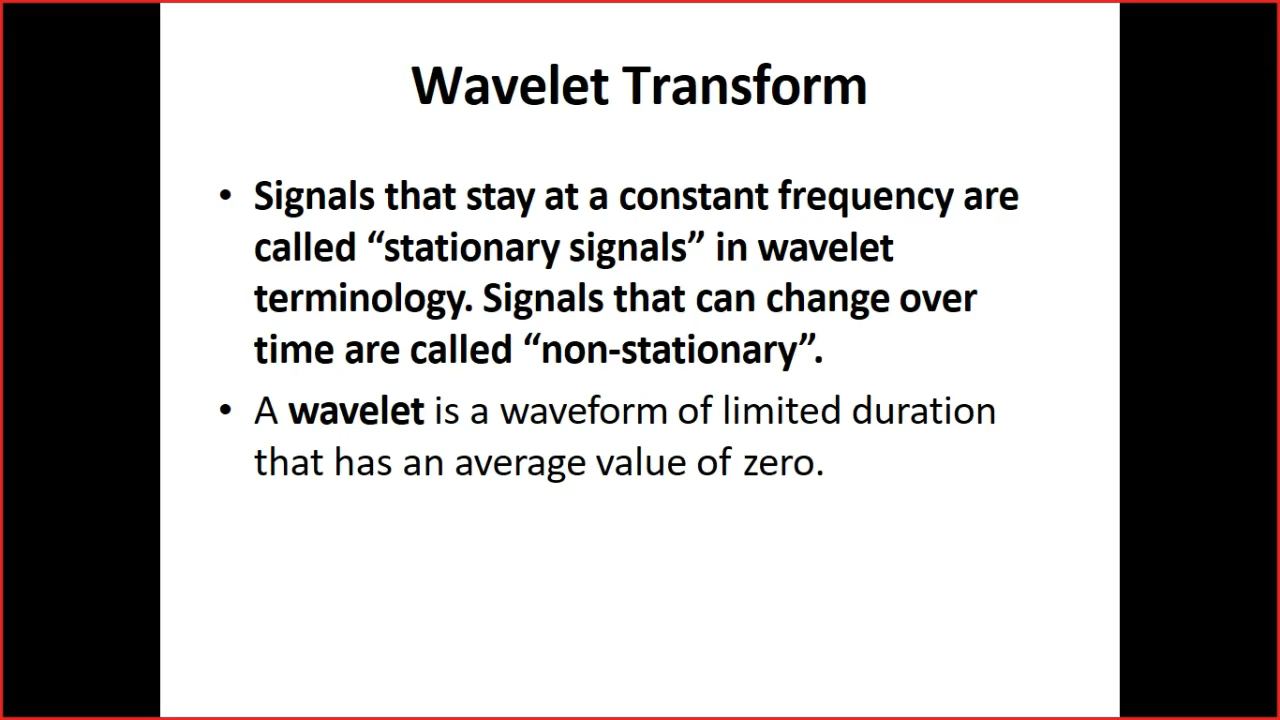 Wavelet Transform
• Signals that stay at a constant frequency are
called “stationary signals” in wavelet
terminology. Signals that can change over
time are called “non-stationary”.
• A wavelet is a waveform of limited duration
that has an average value of zero.